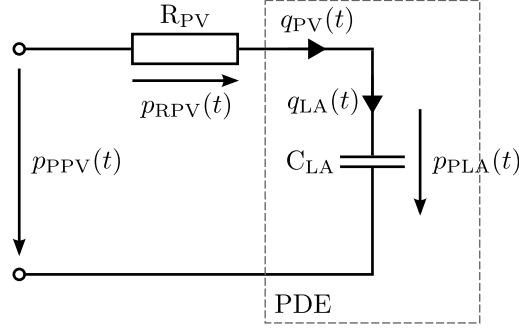 R_PV
q_PV(t)
p_RPV(t)
q_LA(t)
p_PPV(t)
C_LA
p_PLA(t)
PDE